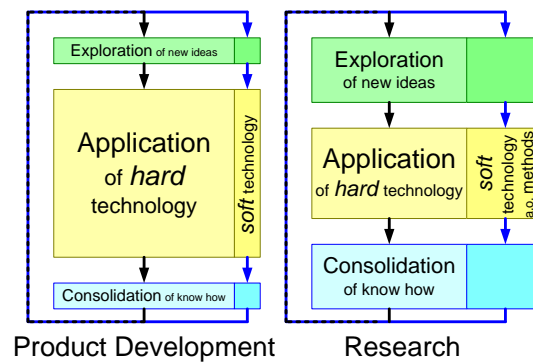 Exploration of new ideas
Application
of hard
technology
soft technology
Consolidation of know how
Product Development
Exploration
of new ideas
Application
of hard technology
soft
technology
a.o. methods
Consolidation
of know how
Research